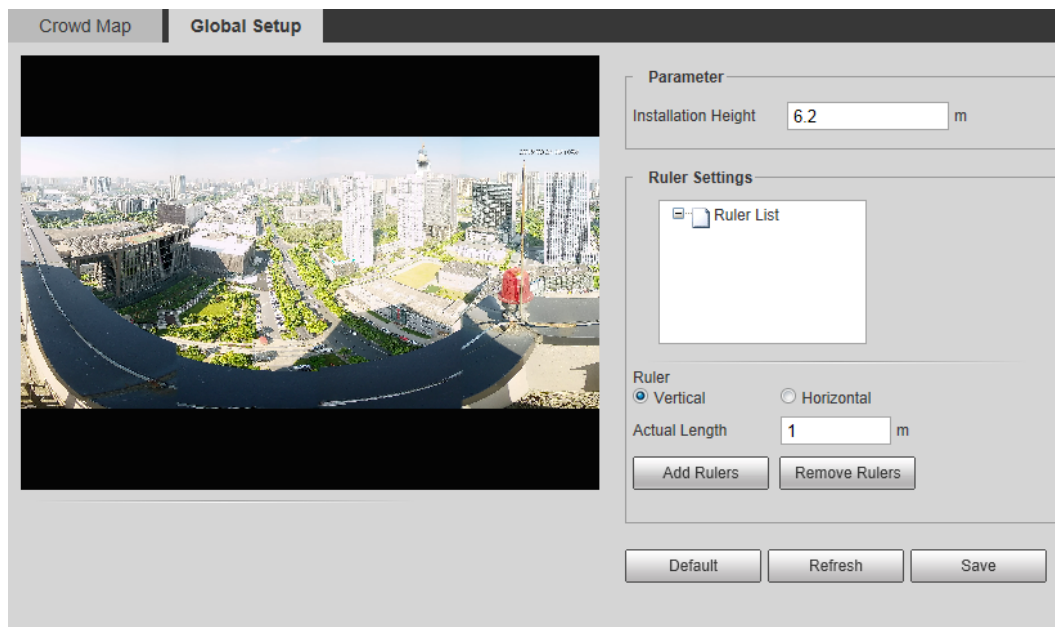 Crowd Map
Global Setup
Parameter
Installation Height 6.2 m
Ruler Settings
Ruler List
Ruler
Vertical Horizontal
Actual Length 1 m
Add Rulers Remove Rulers
Default Refresh Save